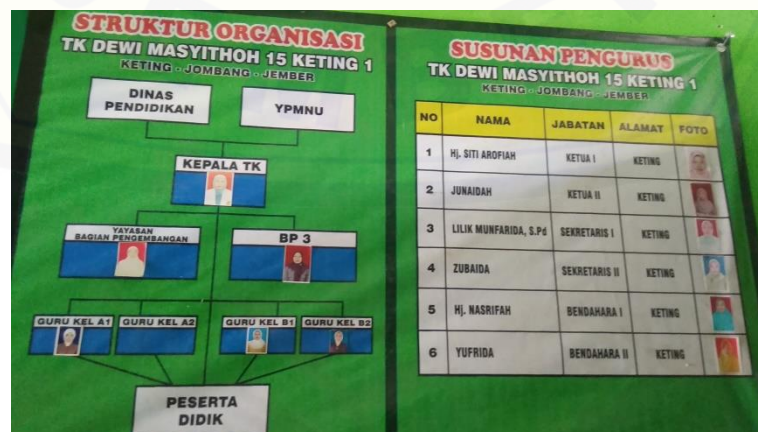 STRUKTUR ORGANISASI
TK DEWI MASYITHOH 15 KETING 1
KETING - JOMBANG - JEMBER
DINAS
PENDIDIKAN
YPMNU
KEPALA TK
YAYASAN
BAGIAN PENGEMBANGAN
BP 3
GURU KEL A1
GURU KEL A2
GURU KEL B1
GURU KEL B2
PESERTA
DIDIK
SUSUNAN PENGURUS
TK DEWI MASYITHOH 15 KETING 1
KETING - JOMBANG - JEMBER
NO NAMA JABATAN ALAMAT FOTO
1 Hj. SITI AROFIAH KETUA I KETING
2 JUNAIDAH KETUA II KETING
3 LILIK MUNFARIDA, S.Pd SEKRETARIS I KETING
4 ZUBAIDA SEKRETARIS II KETING
5 Hj. NASRIFAH BENDAHARA I KETING
6 YUFRIDA BENDAHARA II KETING